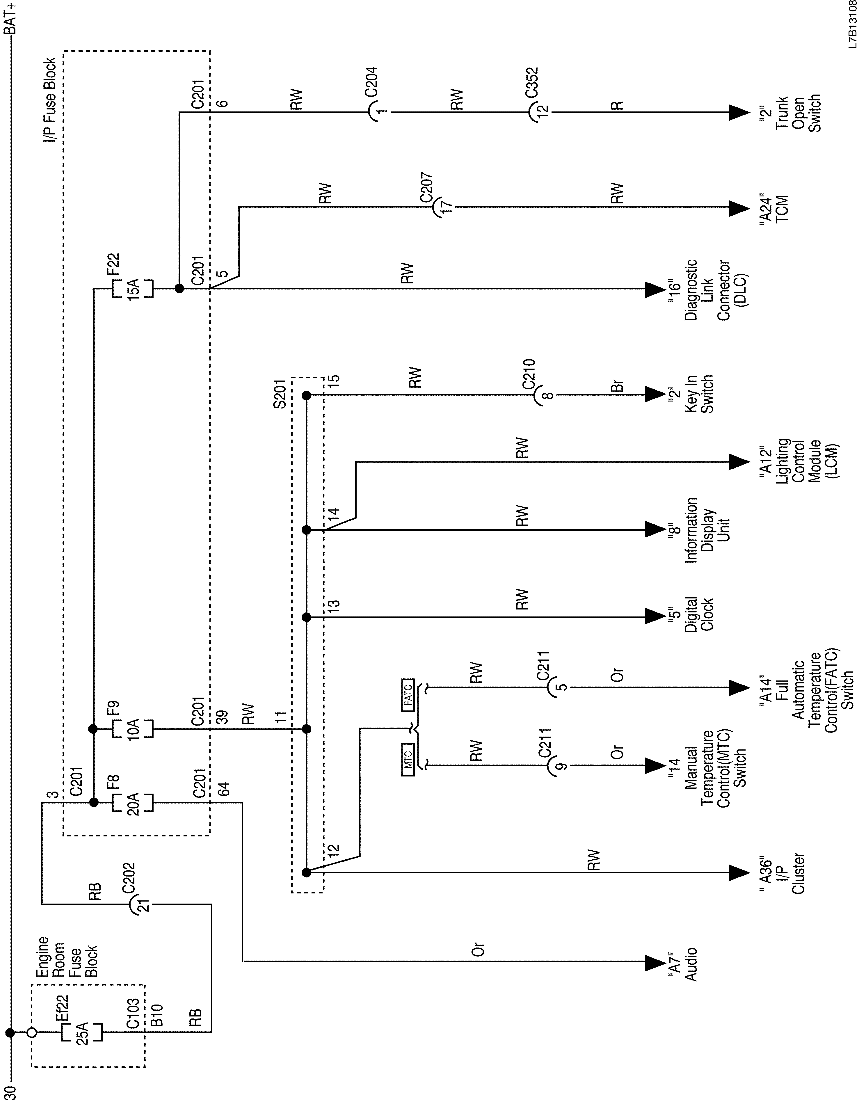 30
BAT+
Engine
Room
Fuse
Block
I/P Fuse Block
Ef22
25A
C103
B10
RB
RB
C202
21
3
C201
F8
20A
F9
10A
F22
15A
C201
64
C201
39
RW
C201
5
C201
6
11
S201
12
13
14
15
RW
C204
1
RW
C352
12
R
RW
C207
17
RW
RW
RW
C210
8
Br
RW
RW
RW
MTC
FATC
RW
C211
9
Or
RW
C211
5
Or
RW
Or
"A7"
Audio
" A36"
I/P
Cluster
"14
Manual
Temperature
Control(MTC)
Switch
"A14"
Full
Automatic
Temperature
Control(FATC)
Switch
"5"
Digital
Clock
"8"
Information
Display
Unit
"A12"
Lighting
Control
Module
(LCM)
"2"
Key In
Switch
"16"
Diagnostic
Link
Connector
(DLC)
"A24"
TCM
"2"
Trunk
Open
Switch
L7B13108